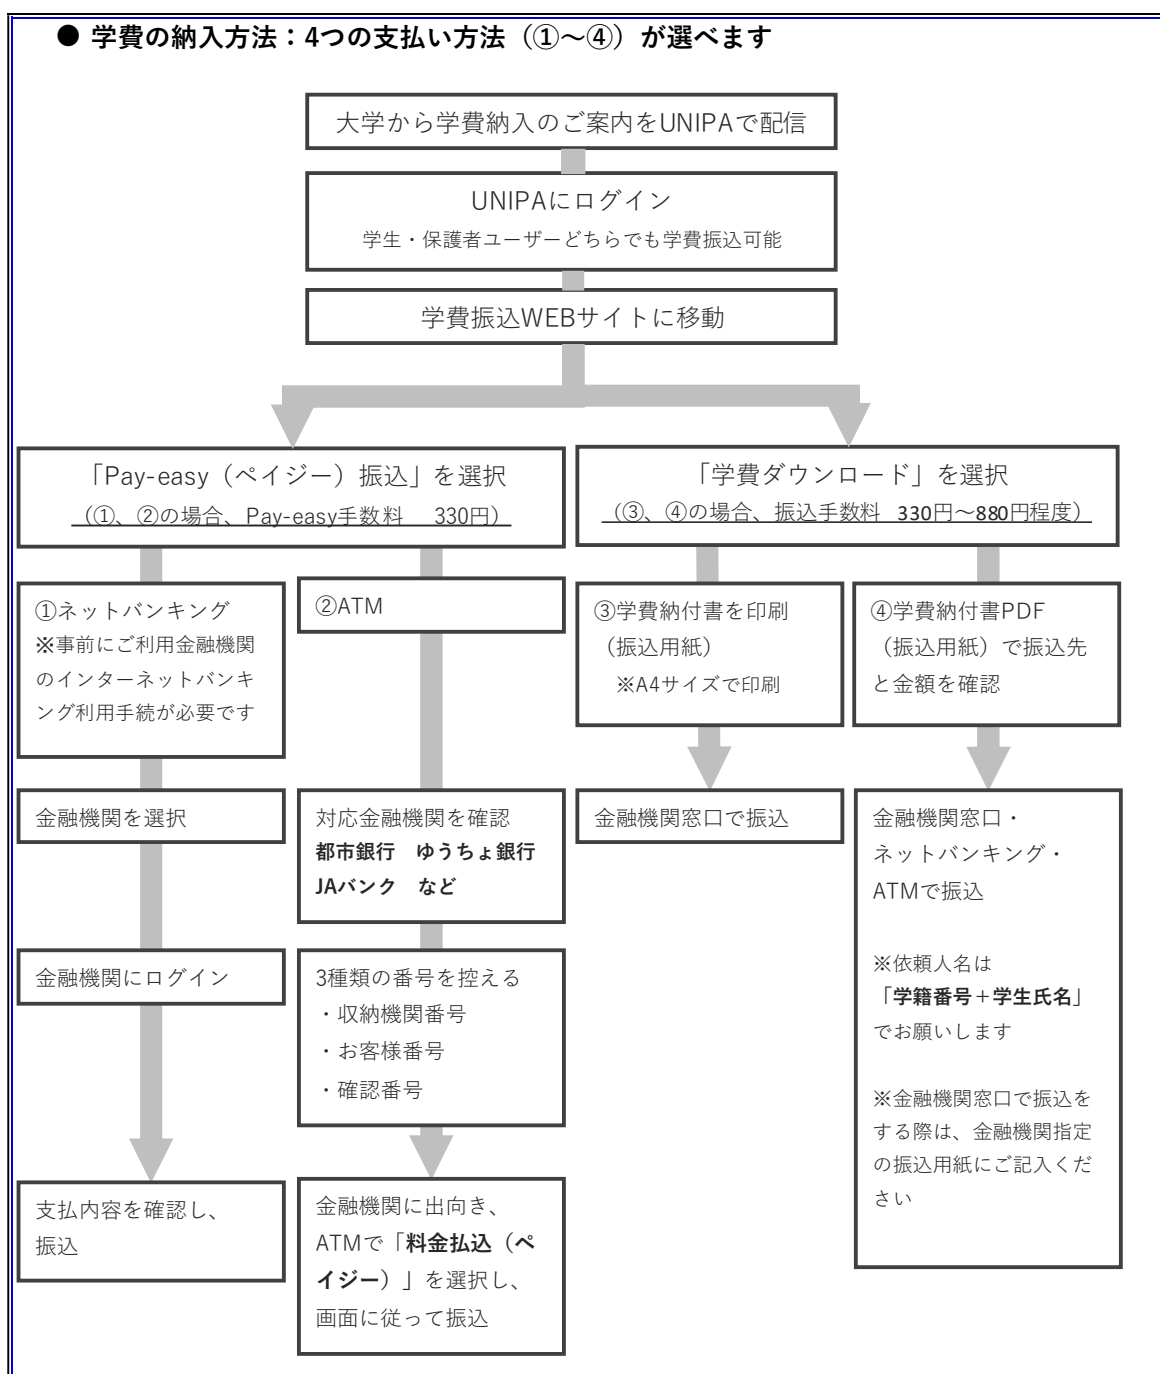 ● 学費の納入方法：4つの支払い方法（①～④）が選べます
大学から学費納入のご案内をUNIPAで配信
UNIPAにログイン
学生・保護者ユーザーどちらでも学費振込可能
学費振込WEBサイトに移動
「Pay-easy（ペイジー）振込」を選択
（①、②の場合、Pay-easy手数料　330円）
「学費ダウンロード」を選択
（③、④の場合、振込手数料　330円～880円程度）
①ネットバンキング
※事前にご利用金融機関
のインターネットバンキ
ング利用手続が必要です
金融機関を選択
金融機関にログイン
支払内容を確認し、
振込
②ATM
対応金融機関を確認
都市銀行　ゆうちょ銀行
JAバンク　など
3種類の番号を控える
・収納機関番号
・お客様番号
・確認番号
金融機関に出向き、
ATMで「料金払込（ペ
イジー）」を選択し、
画面に従って振込
③学費納付書を印刷
（振込用紙）
※A4サイズで印刷
金融機関窓口で振込
④学費納付書PDF
（振込用紙）で振込先
と金額を確認
金融機関窓口・
ネットバンキング・
ATMで振込
※依頼人名は
「学籍番号＋学生氏名」
でお願いします
※金融機関窓口で振込を
する際は、金融機関指定
の振込用紙にご記入くだ
さい